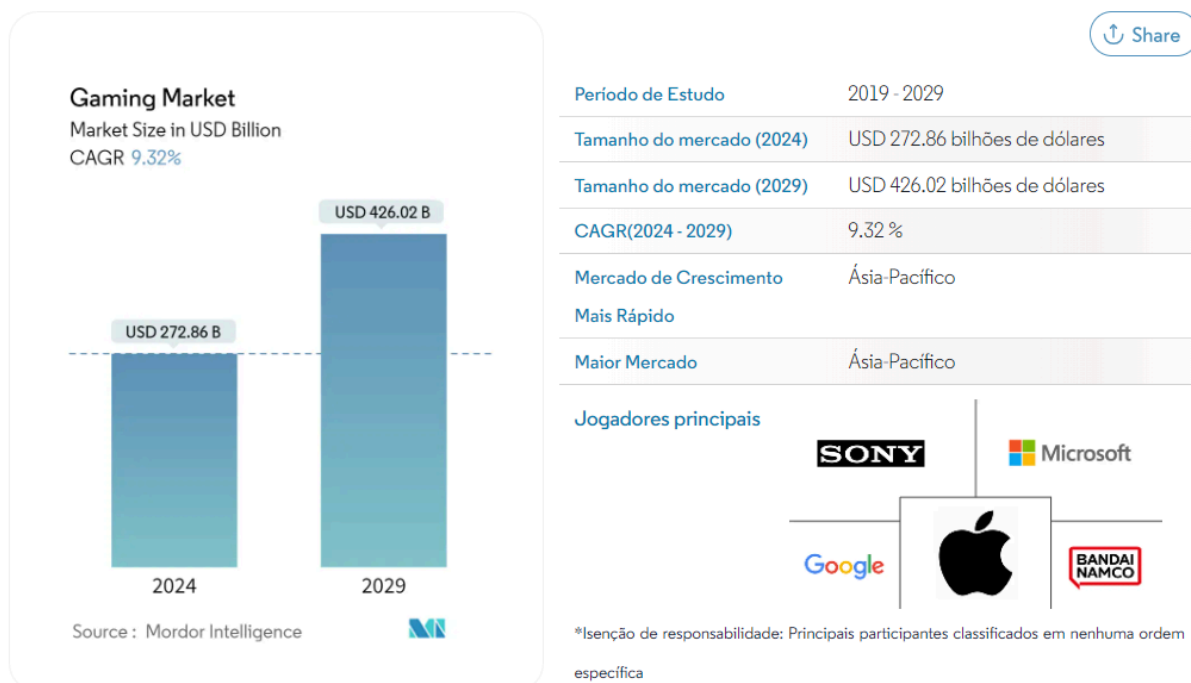 Share
Gaming Market
Market Size in USD Billion
CAGR 9.32%
USD 426.02 B
USD 272.86 B
2024
2029
Source : Mordor Intelligence
Período de Estudo
2019 - 2029
Tamanho do mercado (2024)
USD 272.86 bilhões de dólares
Tamanho do mercado (2029)
USD 426.02 bilhões de dólares
CAGR(2024 - 2029)
9.32 %
Mercado de Crescimento
Mais Rápido
Ásia-Pacífico
Maior Mercado
Ásia-Pacífico
Jogadores principais
SONY
Microsoft
Google
BANDAI
NAMCO
*Isenção de responsabilidade: Principais participantes classificados em nenhuma ordem
específica